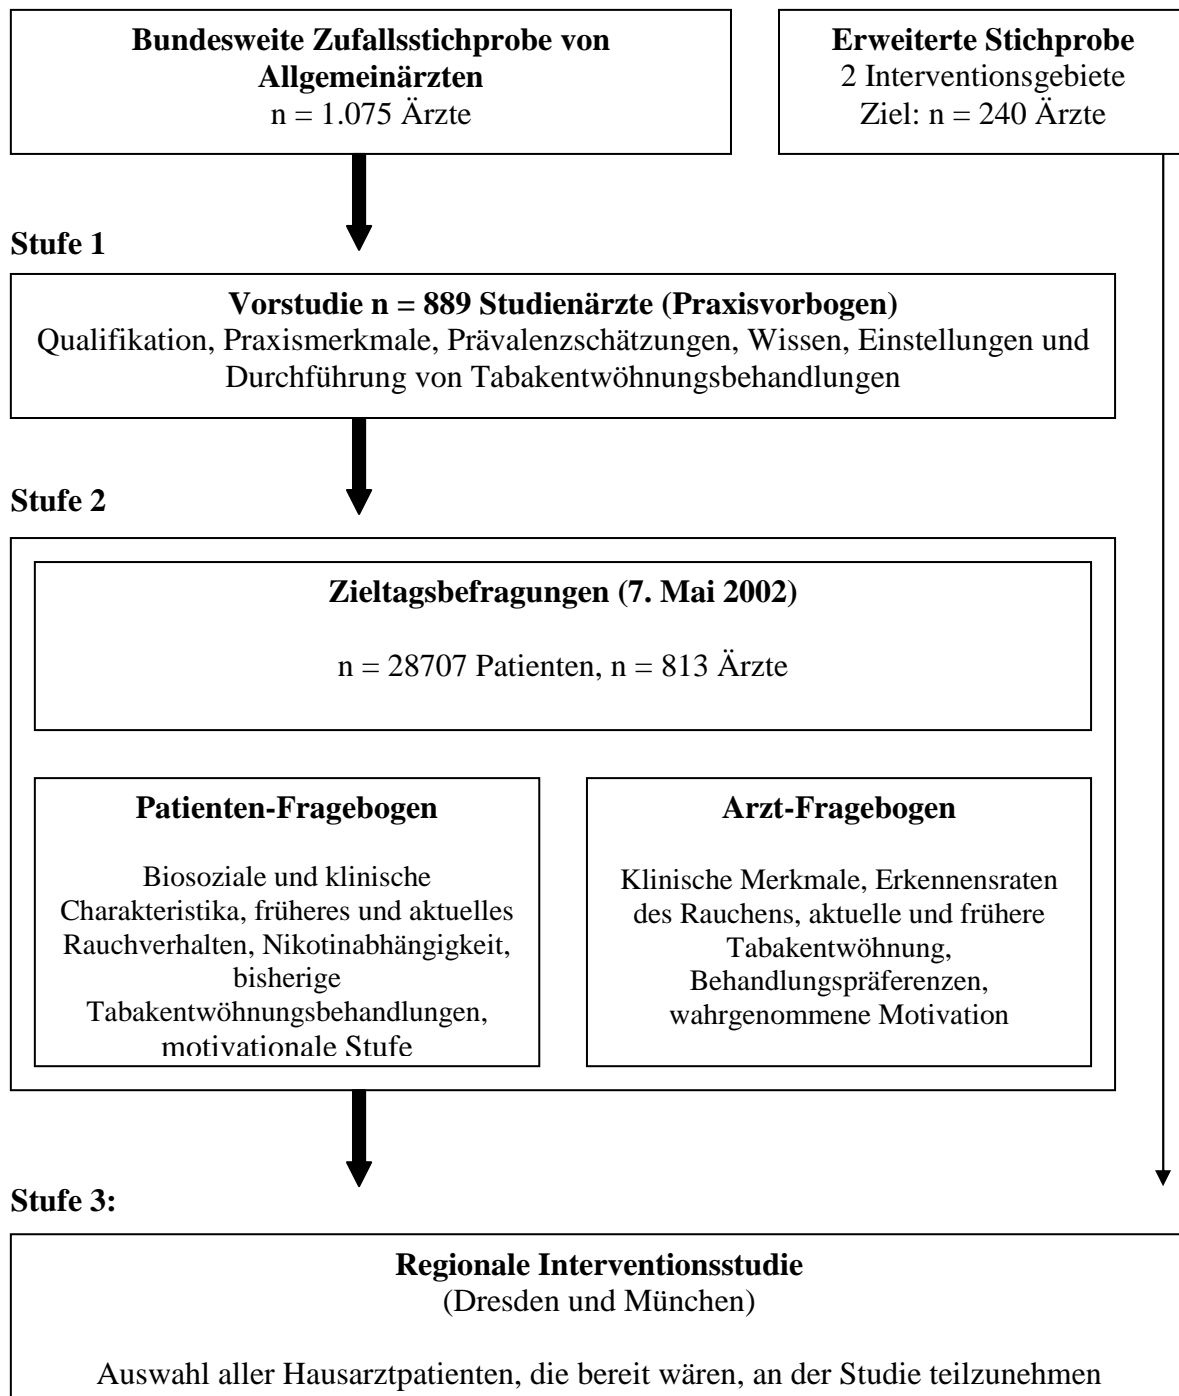 Bundesweite Zufallsstichprobe von
Allgemeinärzten
n = 1.075 Ärzte
Erweiterte Stichprobe
2 Interventionsgebiete
Ziel: n = 240 Ärzte
Stufe 1
Vorstudie n = 889 Studienärzte (Praxisvorbogen)
Qualifikation, Praxismerkmale, Prävalenzschätzungen, Wissen, Einstellungen und
Durchführung von Tabakentwöhnungsbehandlungen
Stufe 2
Zieltagsbefragungen (7. Mai 2002)
n = 28707 Patienten, n = 813 Ärzte
Patienten-Fragebogen
Biosoziale und klinische
Charakteristika, früheres und aktuelles
Rauchverhalten, Nikotinabhängigkeit,
bisherige
Tabakentwöhnungsbehandlungen,
motivationale Stufe
Arzt-Fragebogen
Klinische Merkmale, Erkennensraten
des Rauchens, aktuelle und frühere
Tabakentwöhnung,
Behandlungspräferenzen,
wahrgenommene Motivation
Stufe 3:
Regionale Interventionsstudie
(Dresden und München)
Auswahl aller Hausarztpatienten, die bereit wären, an der Studie teilzunehmen